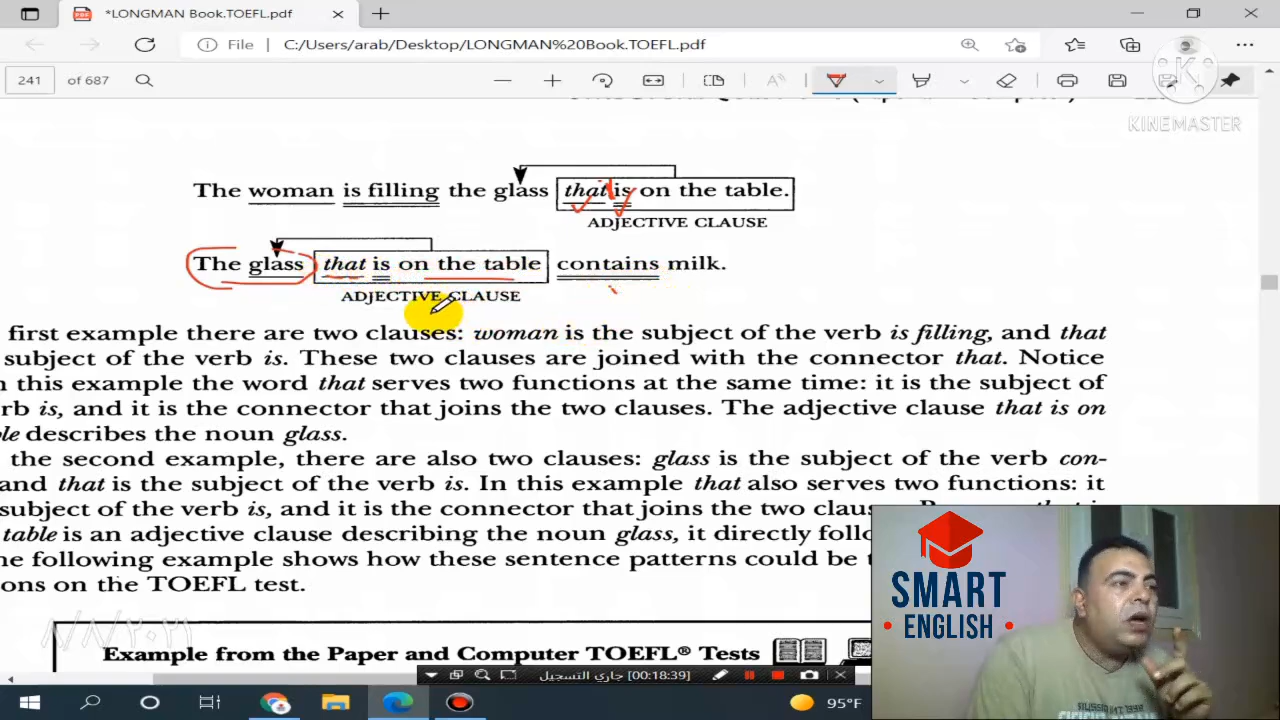 *LONGMAN Book.TOEFL.pdf
File C:/Users/arab/Desktop/LONGMAN%20Book.TOEFL.pdf
241 of 687
KINEMASTER
The woman is filling the glass that is on the table.
ADJECTIVE CLAUSE
The glass that is on the table contains milk.
ADJECTIVE CLAUSE
first example there are two clauses: woman is the subject of the verb is filling, and that
subject of the verb is. These two clauses are joined with the connector that. Notice
this example the word that serves two functions at the same time: it is the subject of
rb is, and it is the connector that joins the two clauses. The adjective clause that is on
ble describes the noun glass.
the second example, there are also two clauses: glass is the subject of the verb con-
and that is the subject of the verb is. In this example that also serves two functions: it
subject of the verb is, and it is the connector that joins the two
table is an adjective clause describing the noun glass, it directly
he following example shows how these sentence patterns could be
ons on the TOEFL test.
SMART
ENGLISH
٨/٨/٢٠٢١
Example from the Paper and Computer TOEFL® Tests
جاري التسجيل [00:18:39]
95°F